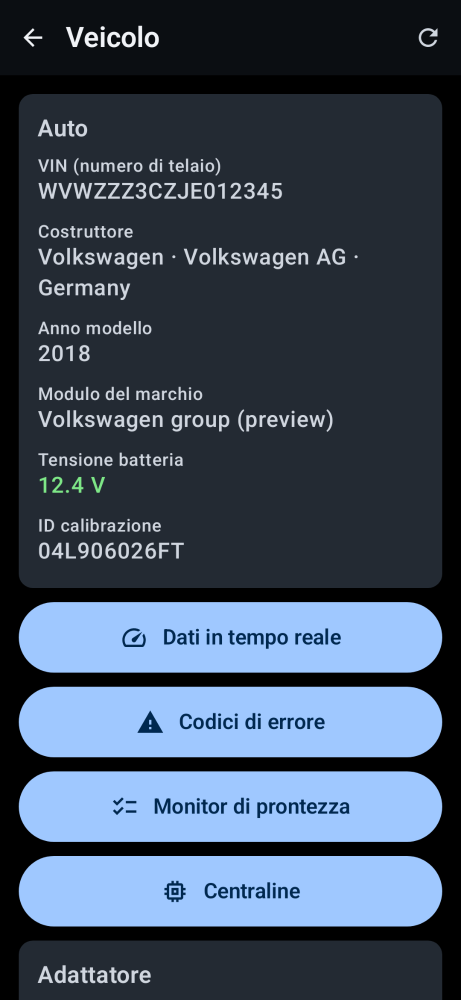 Veicolo
Auto
VIN (numero di telaio)
WVWZZZ3CZJE012345
Costruttore
Volkswagen · Volkswagen AG ·
Germany
Anno modello
2018
Modulo del marchio
Volkswagen group (preview)
Tensione batteria
12.4 V
ID calibrazione
04L906026FT
Dati in tempo reale
Codici di errore
Monitor di prontezza
Centraline
Adattatore